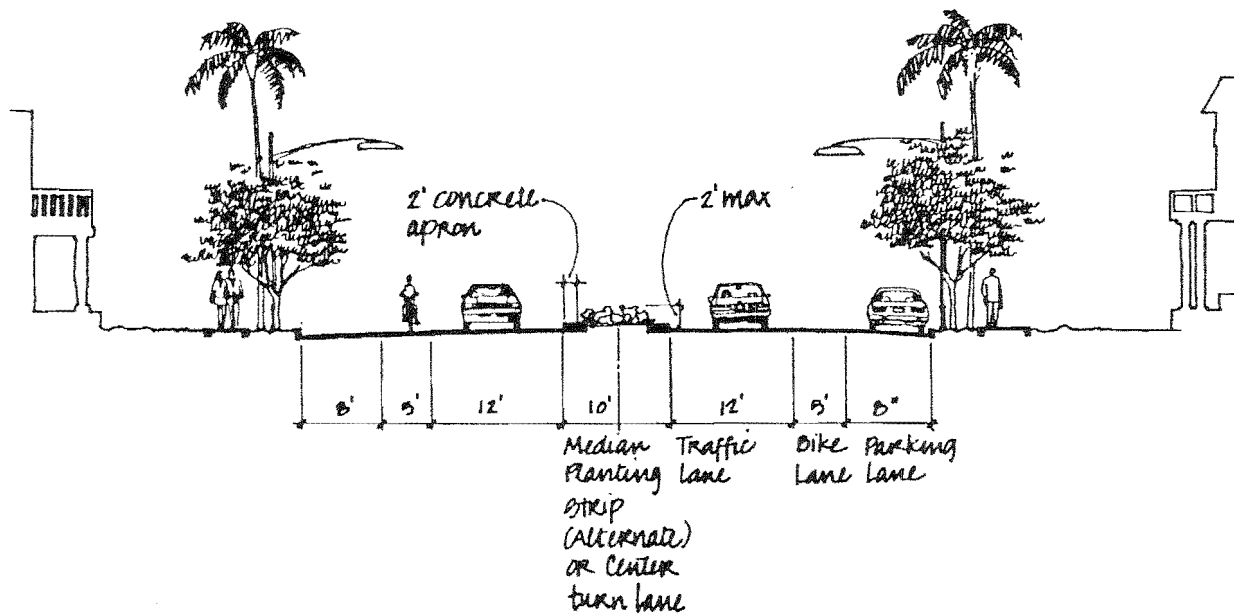 2' concrete
apron
2' max
8' 5' 12' 10' 12' 5' 8"
Median
Planting
Strip
(Alternate)
or Center
turn lane
Traffic
Lane
Bike
Lane
Parking
Lane